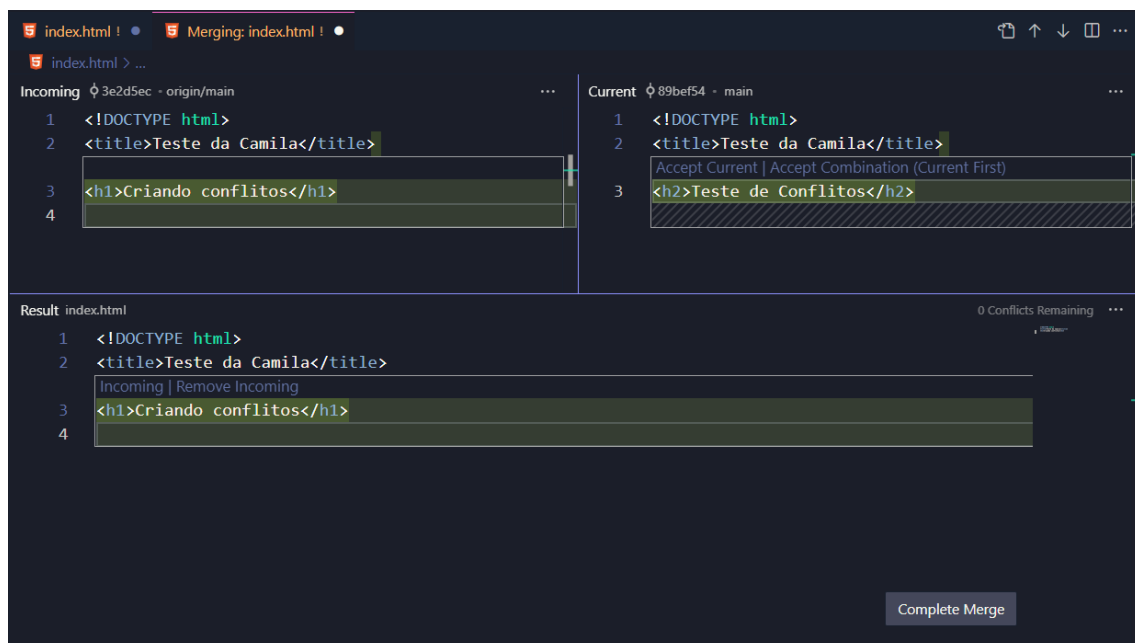 index.html ! Merging: index.html !
index.html > ...
Incoming 3e2d5ec - origin/main
1 <!DOCTYPE html>
2 <title>Teste da Camila</title>
3 <h1>Criando conflitos</h1>
4
Current 89bef54 - main
1 <!DOCTYPE html>
2 <title>Teste da Camila</title>
Accept Current | Accept Combination (Current First)
3 <h2>Teste de Conflitos</h2>
Result index.html 0 Conflicts Remaining
1 <!DOCTYPE html>
2 <title>Teste da Camila</title>
Incoming | Remove Incoming
3 <h1>Criando conflitos</h1>
4
Complete Merge